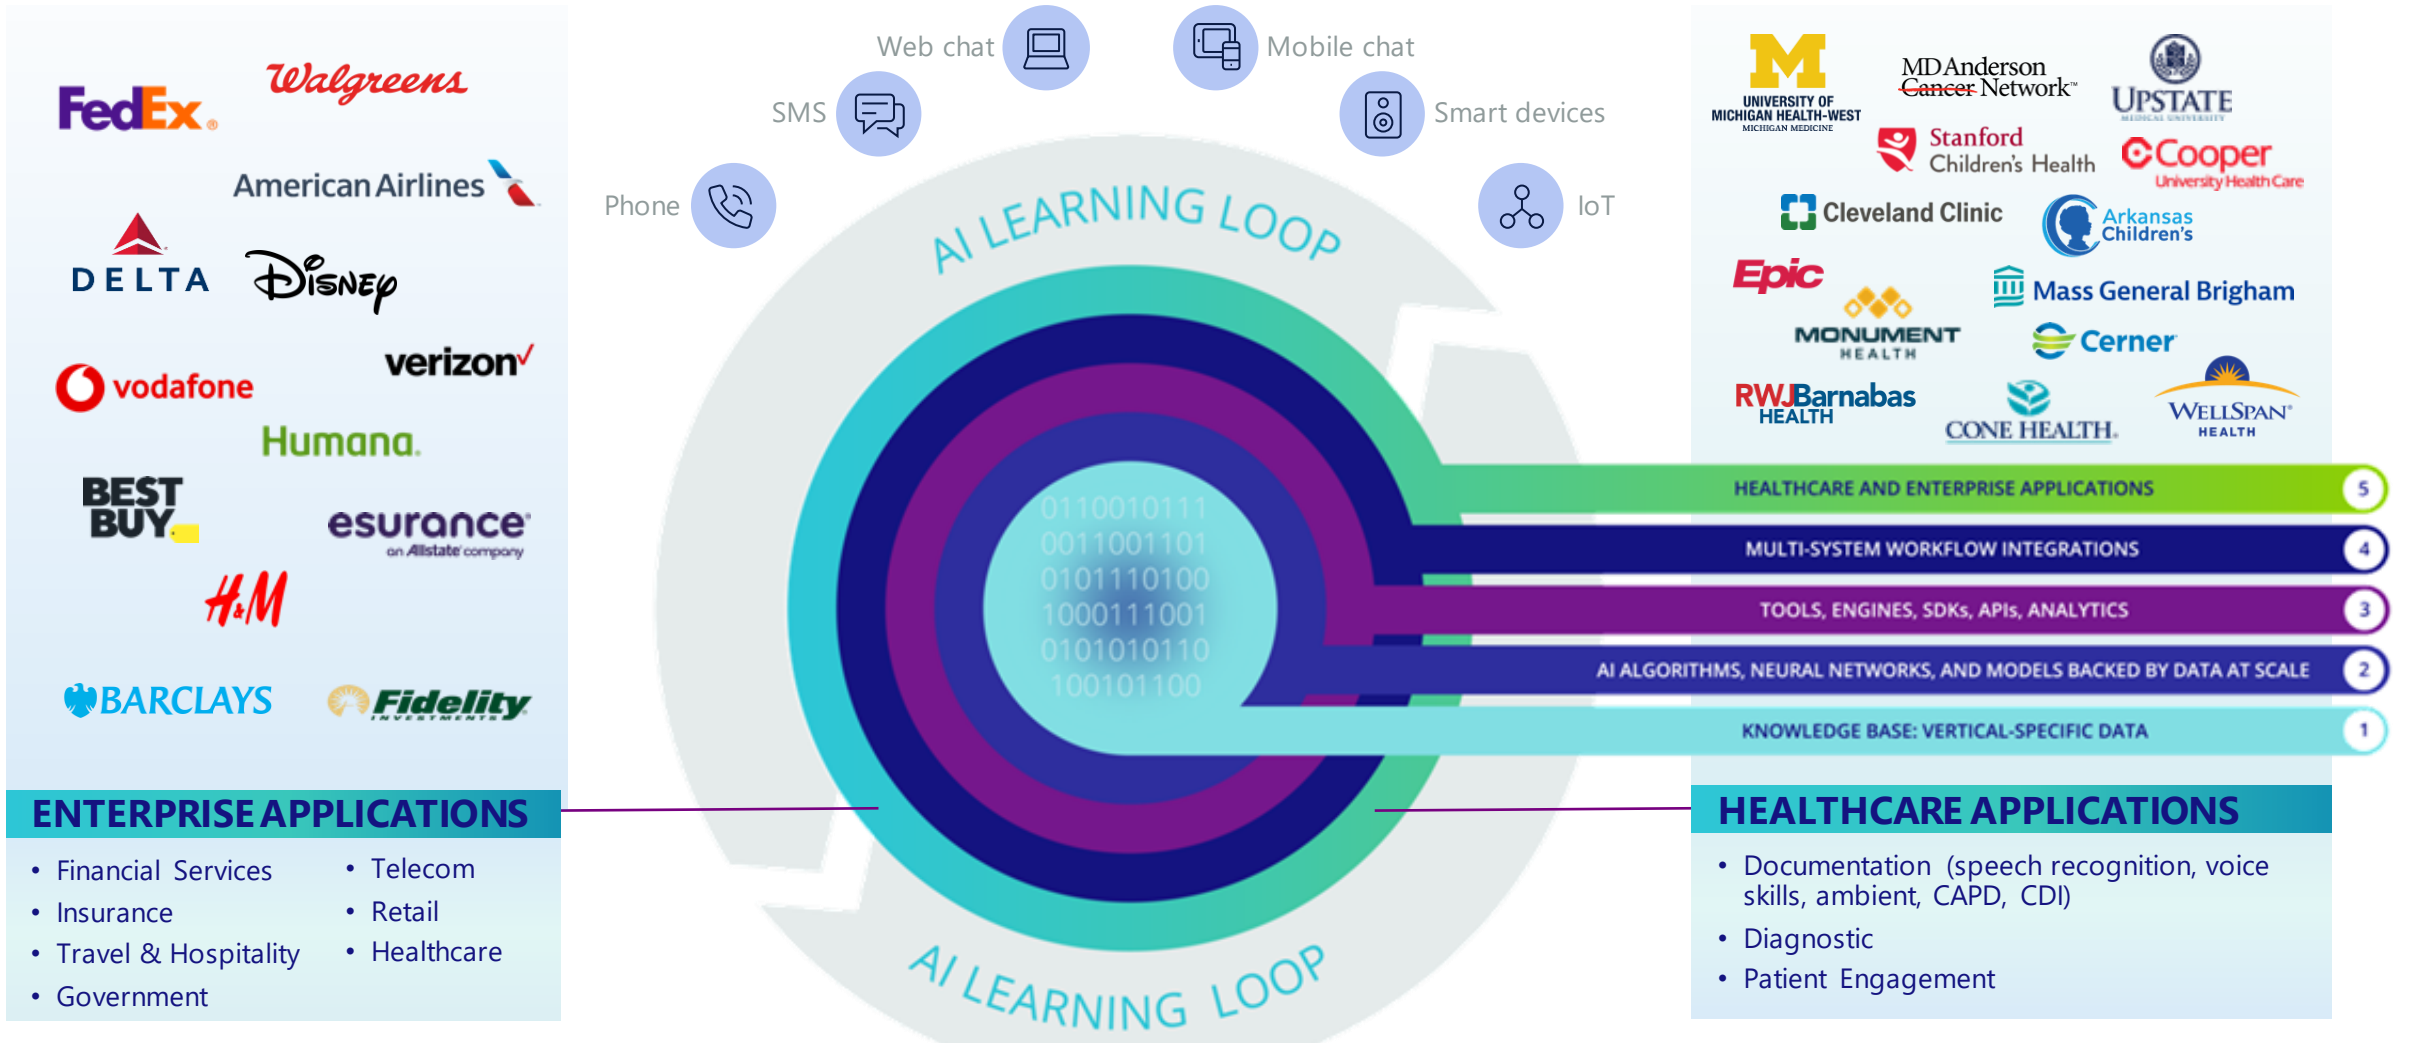 FedEx®
Walgreens
American Airlines
DELTA
Disney
verizon
vodafone
Humana.
BEST
BUY
esurance®
an Allstate company
H&M
BARCLAYS
Fidelity
INVESTMENTS
ENTERPRISE APPLICATIONS
• Financial Services
• Insurance
• Travel & Hospitality
• Government
• Telecom
• Retail
• Healthcare
Phone
SMS
Web chat
Mobile chat
Smart devices
IoT
AI LEARNING LOOP
0110010111
0011001101
0101110100
1000111001
0101010110
100101100
AI LEARNING LOOP
M
UNIVERSITY OF
MICHIGAN HEALTH-WEST
MICHIGAN MEDICINE
MD Anderson
Cancer Network™
UPSTATE
MEDICAL UNIVERSITY
Stanford
Children's Health
Cooper
University Health Care
Cleveland Clinic
Arkansas
Children's
Epic
Mass General Brigham
MONUMENT
HEALTH
Cerner
RWJBarnabas
HEALTH
CONE HEALTH®
WELLSPAN®
HEALTH
HEALTHCARE AND ENTERPRISE APPLICATIONS 5
MULTI-SYSTEM WORKFLOW INTEGRATIONS 4
TOOLS, ENGINES, SDKs, APIs, ANALYTICS 3
AI ALGORITHMS, NEURAL NETWORKS, AND MODELS BACKED BY DATA AT SCALE 2
KNOWLEDGE BASE: VERTICAL-SPECIFIC DATA 1
HEALTHCARE APPLICATIONS
• Documentation (speech recognition, voice
skills, ambient, CAPD, CDI)
• Diagnostic
• Patient Engagement